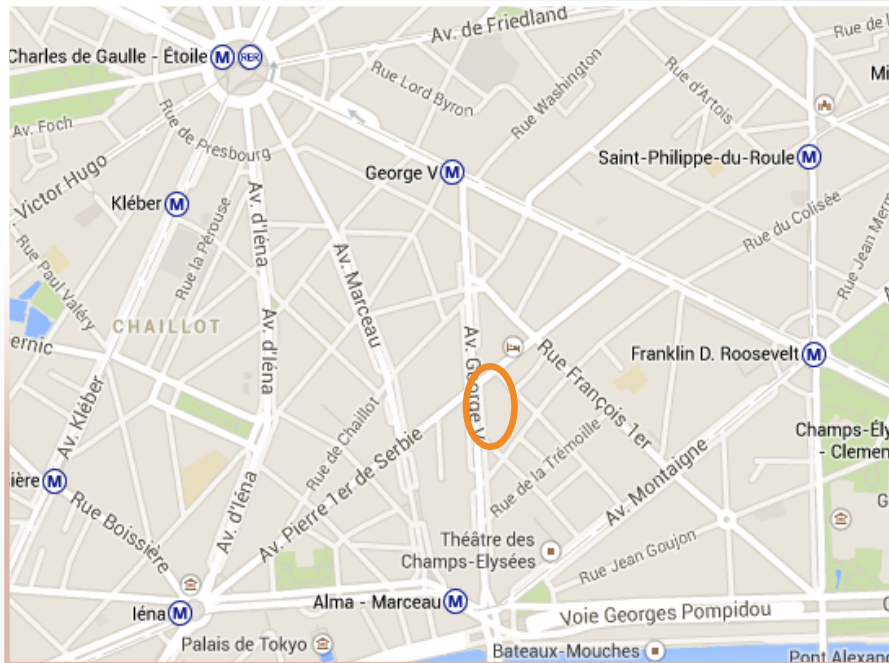 Av. de Friedland
Rue de
Charles de Gaulle - Étoile M RER
Rue Lord Byron
Rue Washington
Rue d'Artois
Mi
Av. Foch
Rue de Presbourg
George V M
Saint-Philippe-du-Roule M
Victor Hugo
Kléber M
Rue la Pérouse
Av. d'Iéna
Rue du Colisée
Rue Jean Merm
Rue Paul Valéry
Av. Marceau
CHAILLOT
ernic
Av. d'Iéna
Av. George V
Rue François 1er
Franklin D. Roosevelt M
Av. Kléber
Rue de Chaillot
Av. Pierre 1er de Serbie
Rue de la Trémoille
Av. Montaigne
Champs-Ély
- Clemen
ière M
Rue Boissière
Av. d'Iéna
G
Théâtre des
Champs-Elysées
Rue Jean Goujon
Iéna M
Alma - Marceau M
Voie Georges Pompidou
Palais de Tokyo
Bateaux-Mouches
Pont Alexan